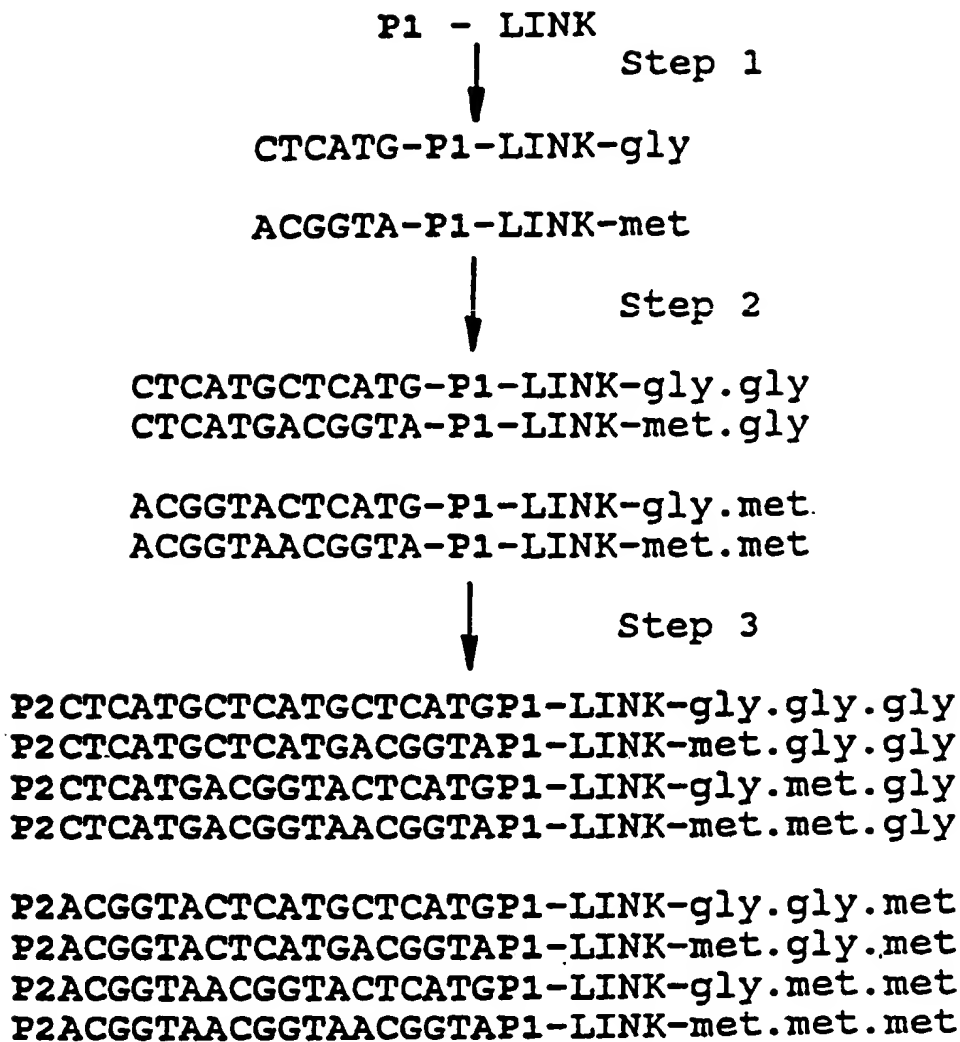 P1 - LINK
Step 1
CTCATG-P1-LINK-gly
ACGGTA-P1-LINK-met
Step 2
CTCATGCTCATG-P1-LINK-gly.gly
CTCATGACGGTA-P1-LINK-met.gly
ACGGTACTCATG-P1-LINK-gly.met
ACGGTAACGGTA-P1-LINK-met.met
Step 3
P2CTCATGCTCATGCTCATGP1-LINK-gly.gly.gly
P2CTCATGCTCATGACGGTAP1-LINK-met.gly.gly
P2CTCATGACGGTACTCATGP1-LINK-gly.met.gly
P2CTCATGACGGTAACGGTAP1-LINK-met.met.gly
P2ACGGTACTCATGCTCATGP1-LINK-gly.gly.met
P2ACGGTACTCATGACGGTAP1-LINK-met.gly.met
P2ACGGTAACGGTACTCATGP1-LINK-gly.met.met
P2ACGGTAACGGTAACGGTAP1-LINK-met.met.met